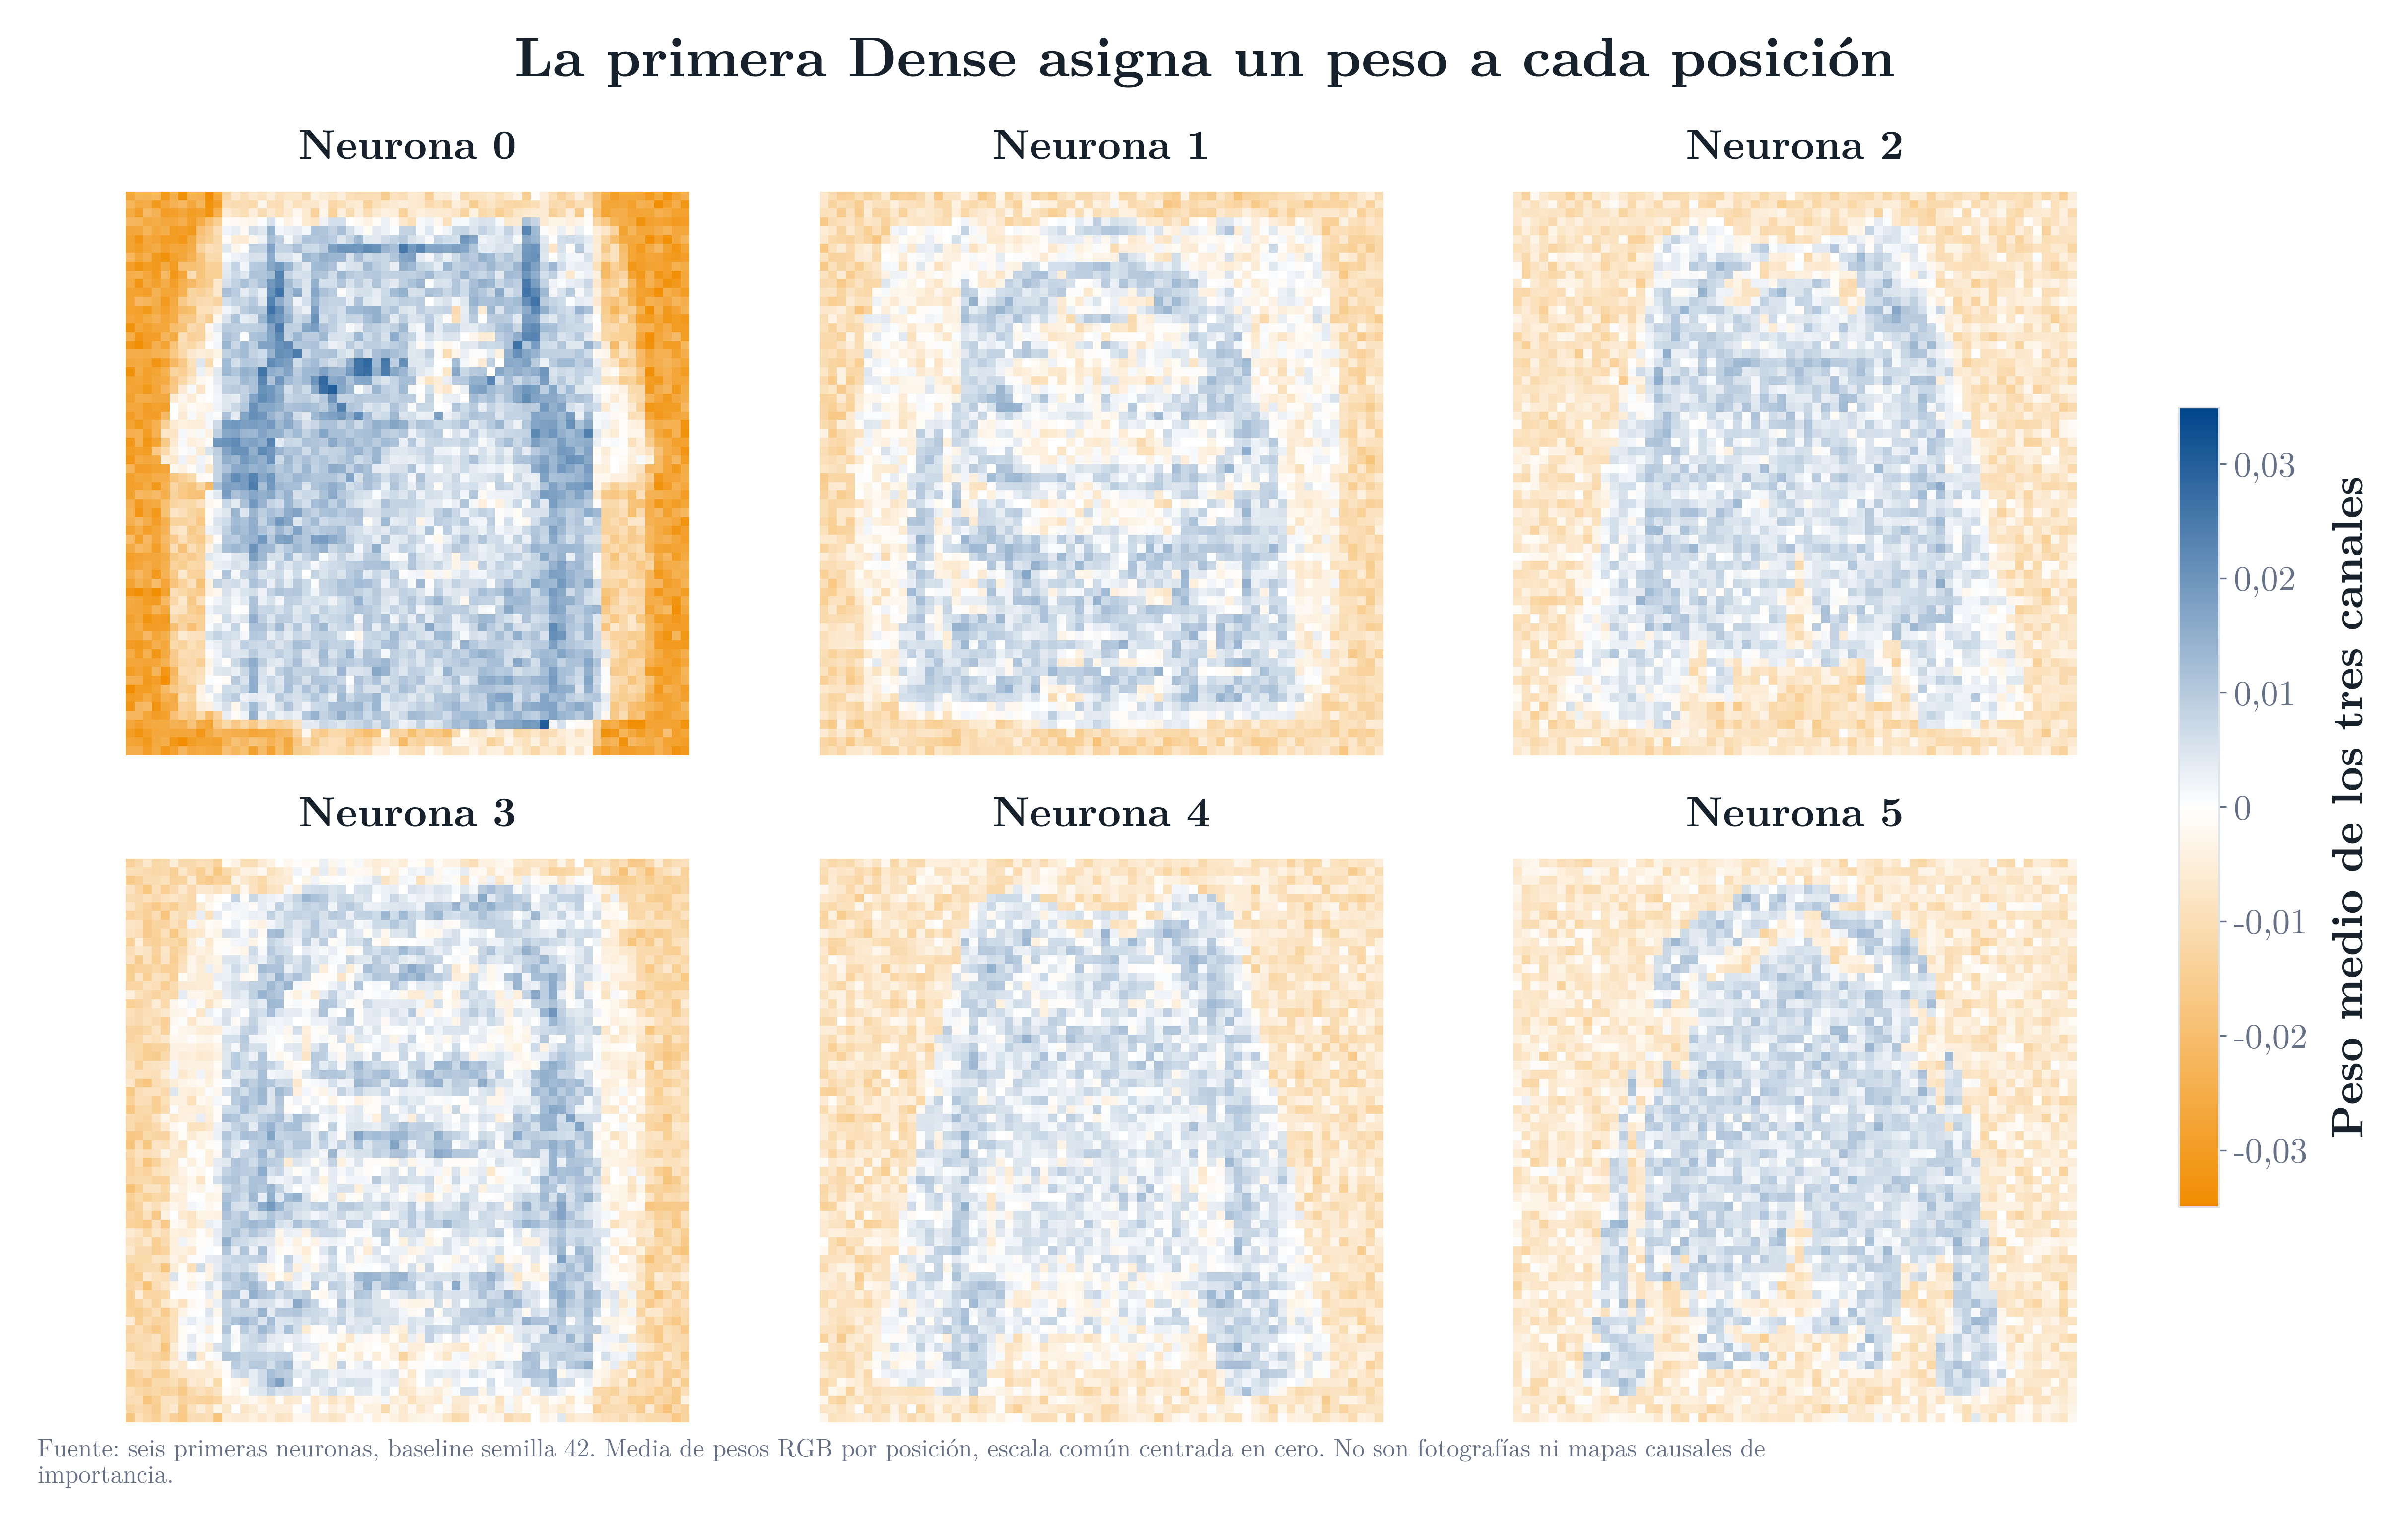 La primera Dense asigna un peso a cada posición
Neurona 0
Neurona 1
Neurona 2
Neurona 3
Neurona 4
Neurona 5
0,03
0,02
0,01
0
-0,01
-0,02
-0,03
Peso medio de los tres canales
Fuente: seis primeras neuronas, baseline semilla 42. Media de pesos RGB por posición, escala común centrada en cero. No son fotografías ni mapas causales de
importancia.